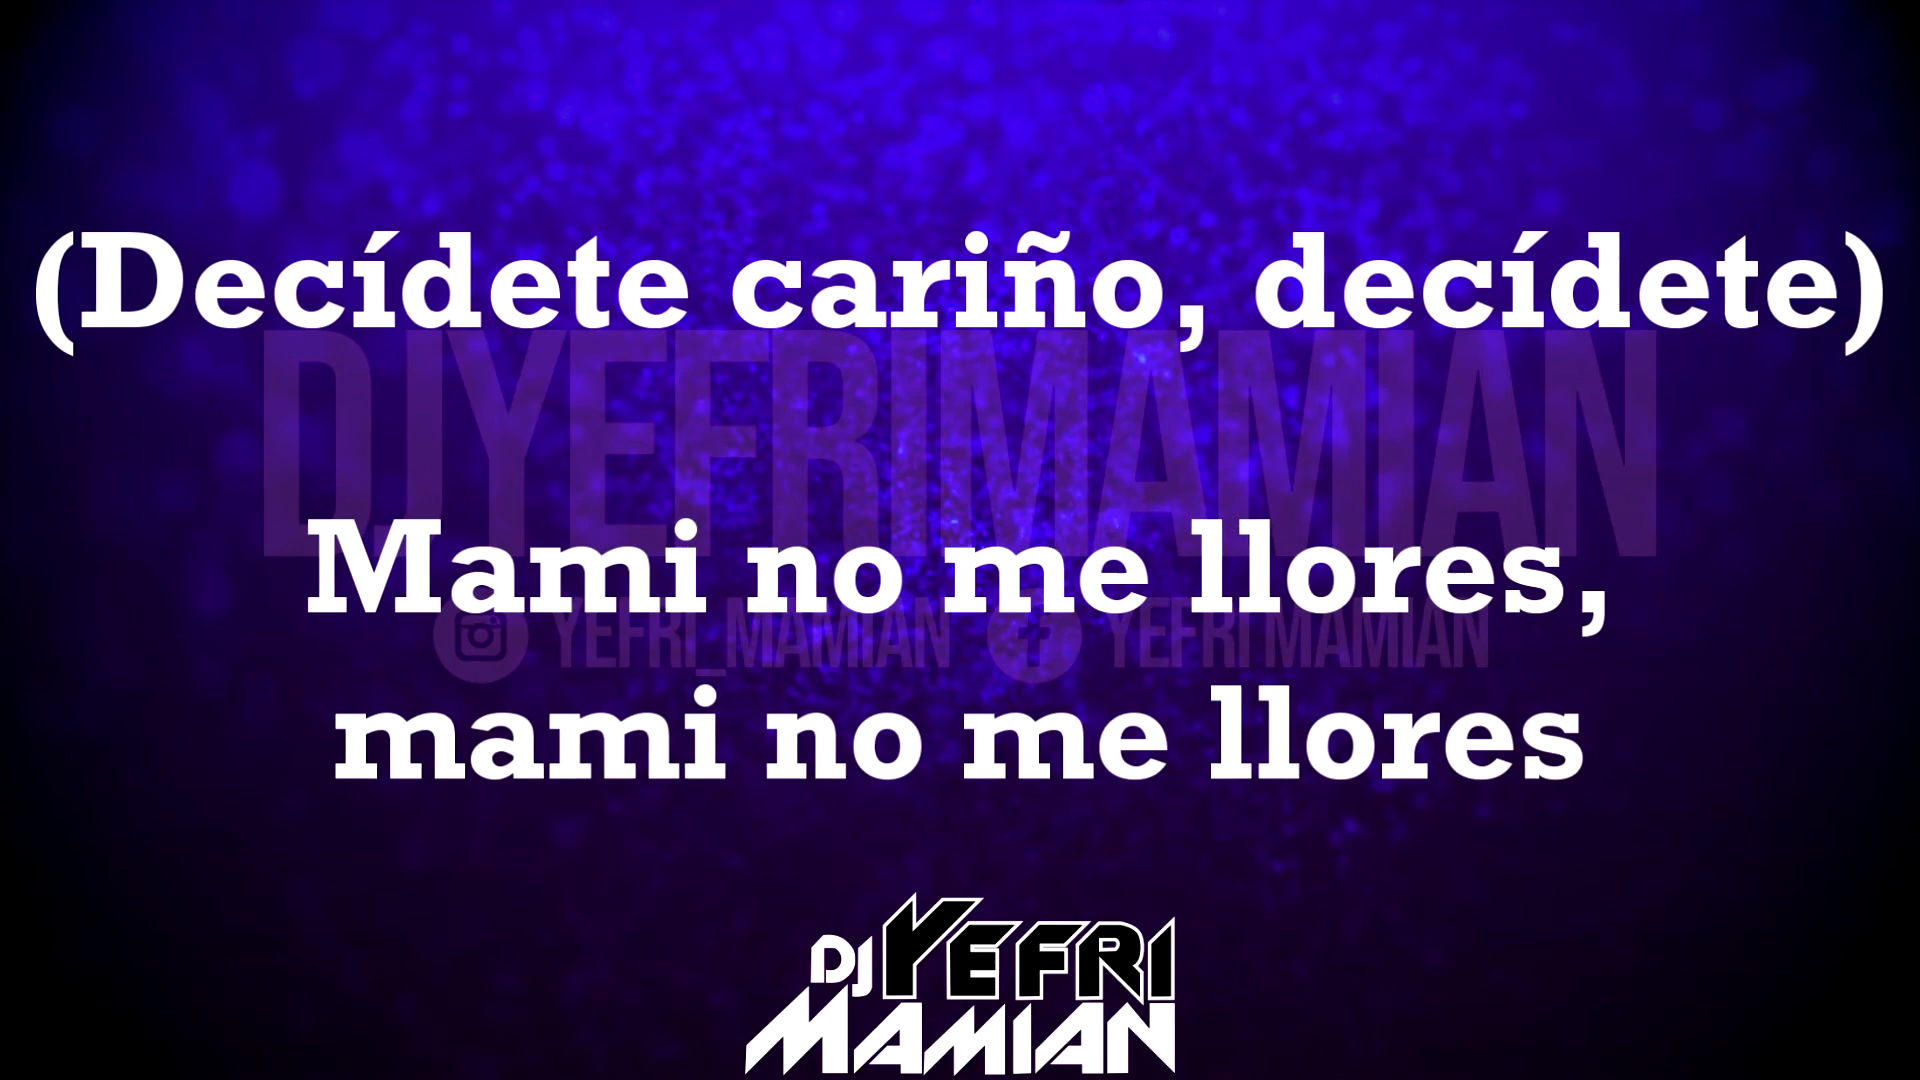 (Decídete cariño, decídete)
DJYEFRIMAMIAN
Mami no me llores,
YEFRI_MAMIAN YEFRI MAMIAN
mami no me llores
DJ YEFRI
MAMIAN